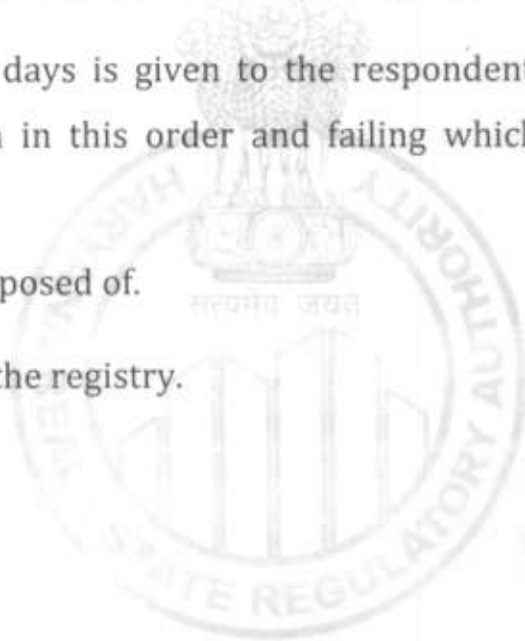 days is given to the respondent
in this order and failing which
posed of.
the registry.
सत्यमेव जयते
HARYANA REAL ESTATE REGULATORY AUTHORITY